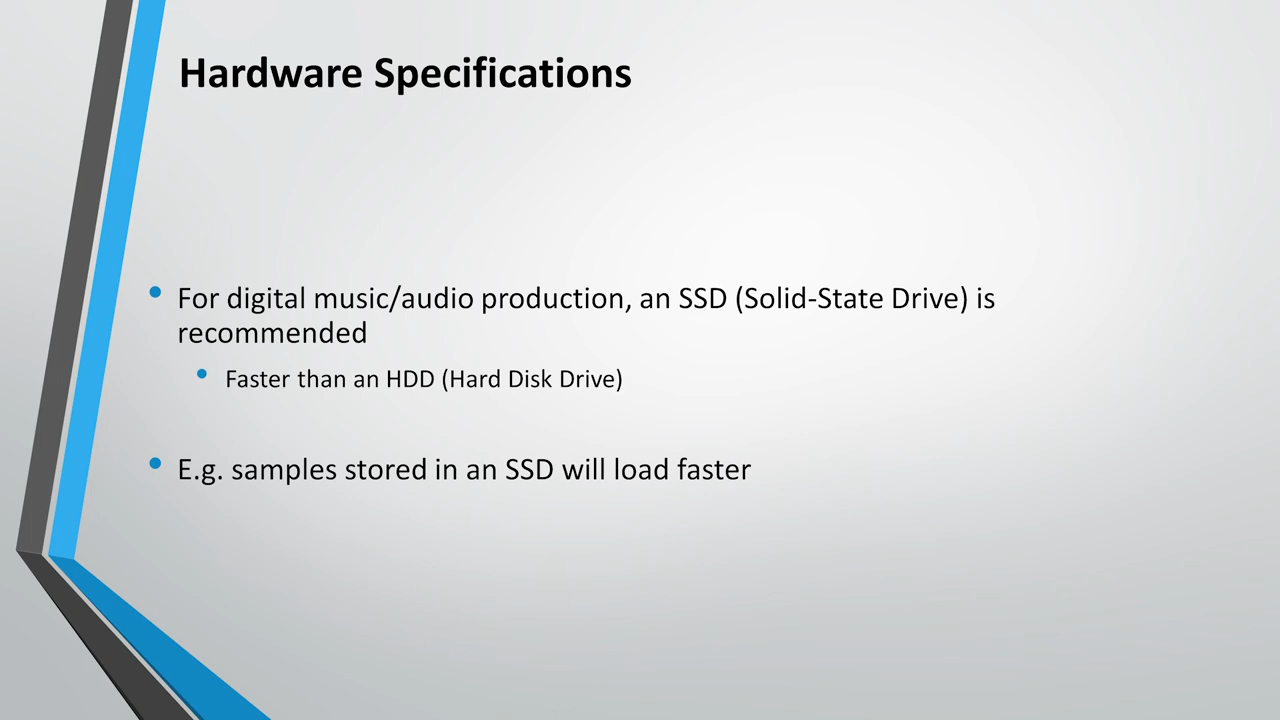 Hardware Specifications
• For digital music/audio production, an SSD (Solid-State Drive) is
recommended
• Faster than an HDD (Hard Disk Drive)
• E.g. samples stored in an SSD will load faster